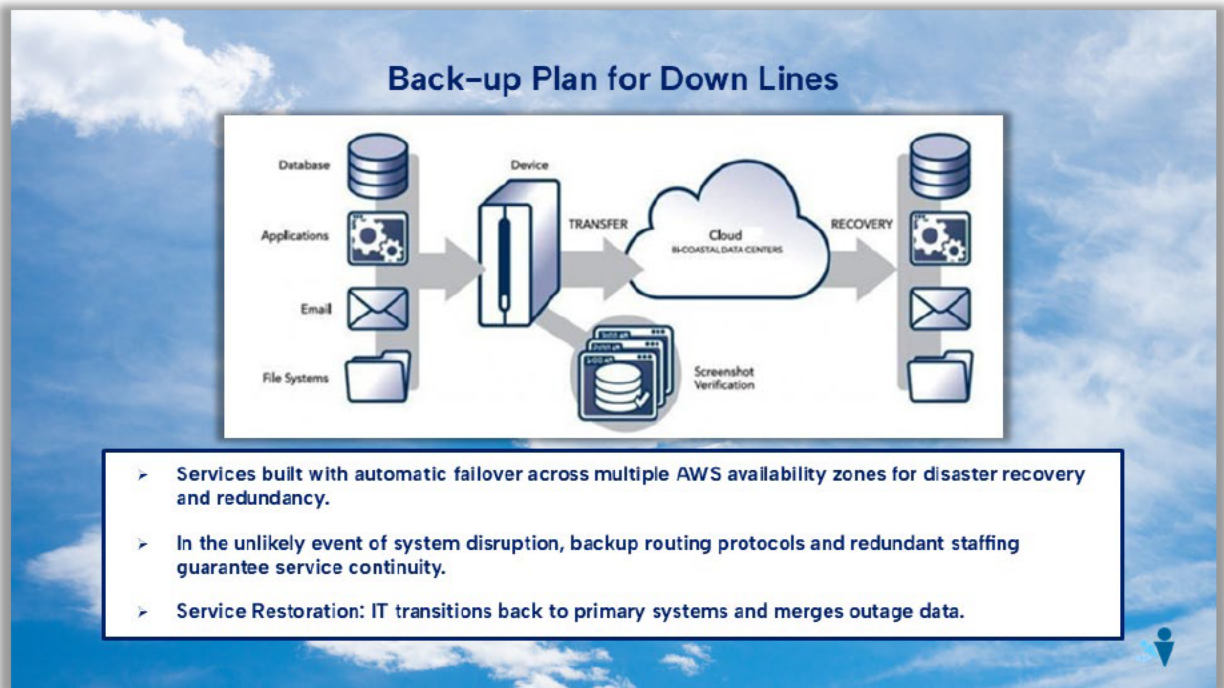 Back-up Plan for Down Lines
Database
Device
TRANSFER
Cloud
BI-COASTAL DATA CENTERS
RECOVERY
Applications
Email
File Systems
Screenshot
Verification
➢ Services built with automatic failover across multiple AWS availability zones for disaster recovery
and redundancy.
➢ In the unlikely event of system disruption, backup routing protocols and redundant staffing
guarantee service continuity.
➢ Service Restoration: IT transitions back to primary systems and merges outage data.